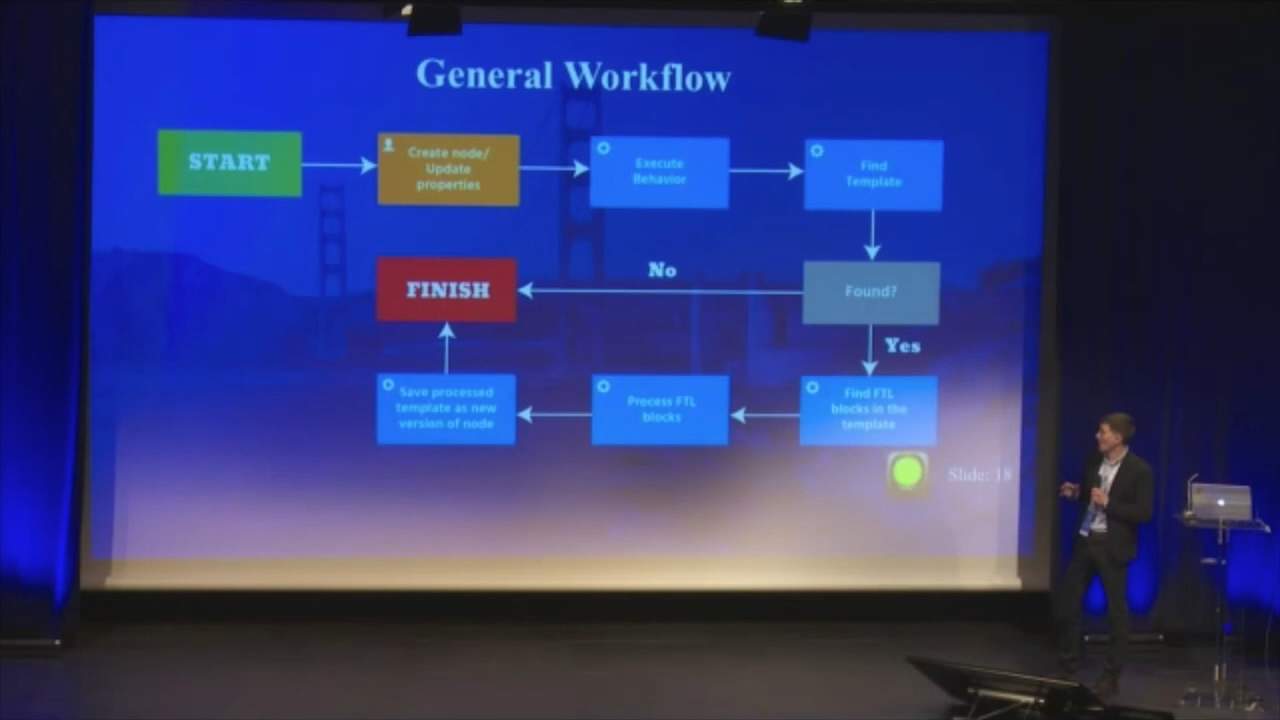 General Workflow
START
Create node/
Update
properties
Execute
Behavior
Find
Template
FINISH
No
Found?
Yes
Save processed
template as new
version of node
Process FTL
blocks
Find FTL
blocks in the
template
Slide: 18